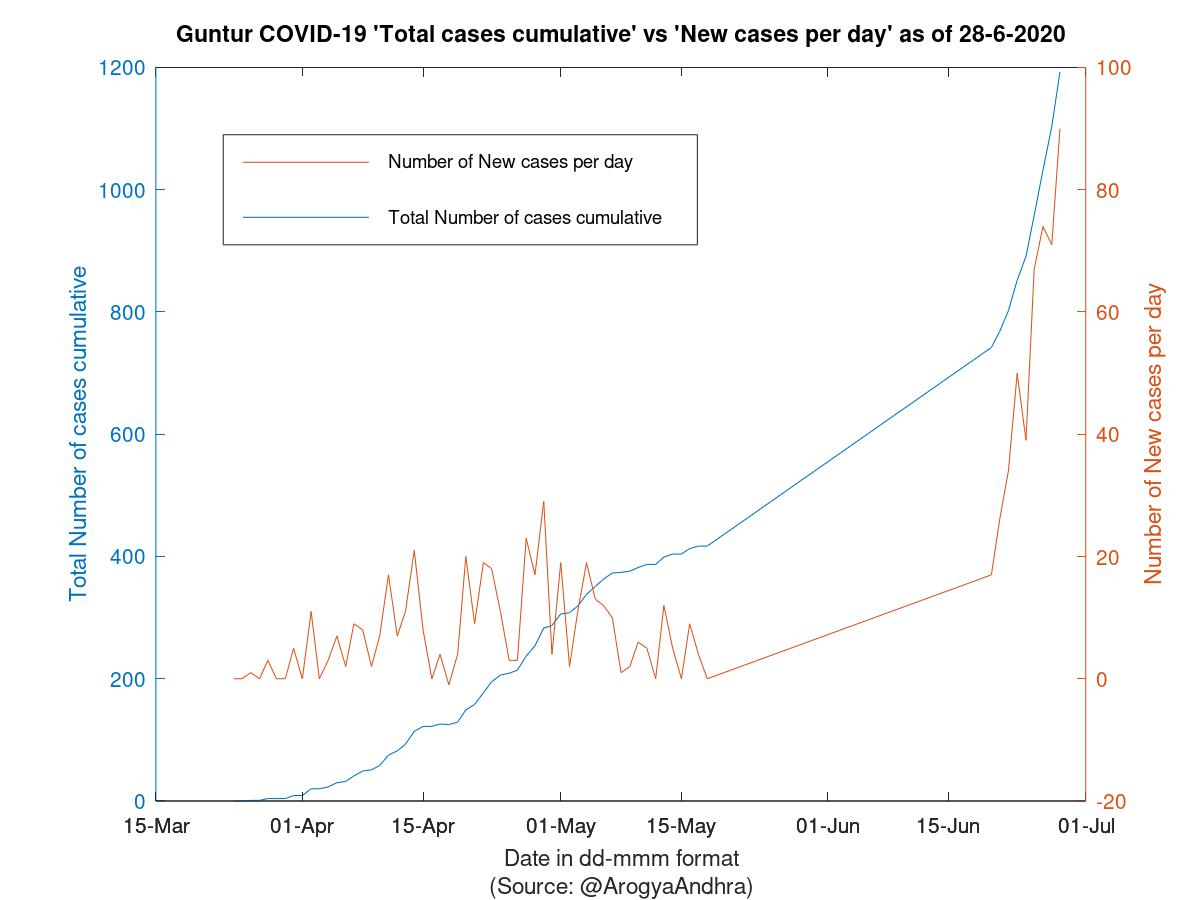 Guntur COVID-19 'Total cases cumulative' vs 'New cases per day' as of 28-6-2020
1200
1000
800
600
400
200
0
Total Number of cases cumulative
Number of New cases per day
Total Number of cases cumulative
100
80
60
40
20
0
-20
Number of New cases per day
15-Mar 01-Apr 15-Apr 01-May 15-May 01-Jun 15-Jun 01-Jul
Date in dd-mmm format
(Source: @ArogyaAndhra)